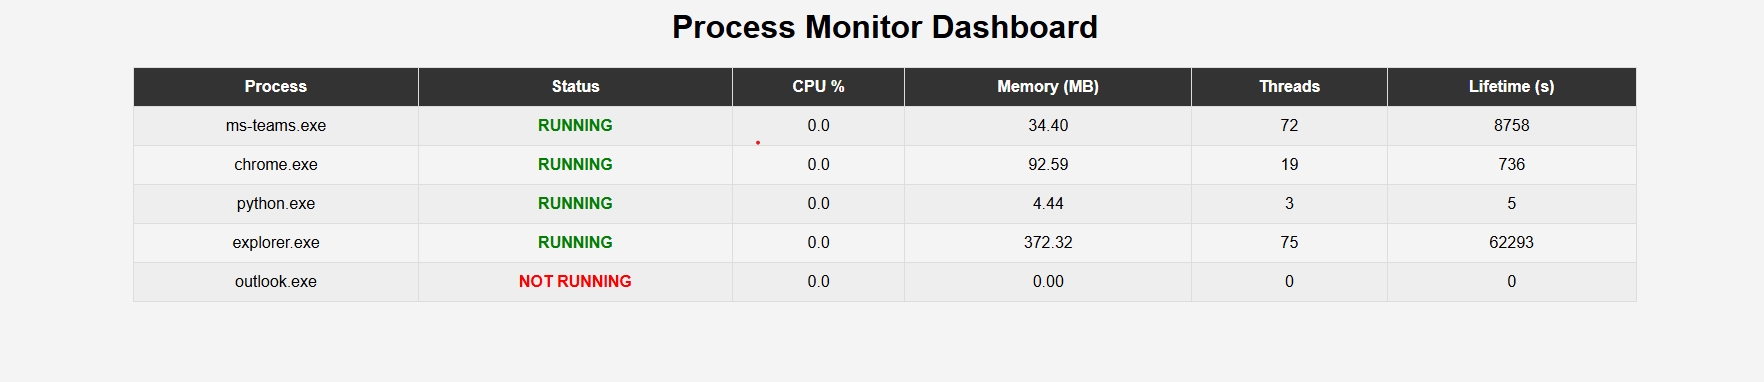 Process Monitor Dashboard
Process Status CPU % Memory (MB) Threads Lifetime (s)
ms-teams.exe RUNNING 0.0 34.40 72 8758
chrome.exe RUNNING 0.0 92.59 19 736
python.exe RUNNING 0.0 4.44 3 5
explorer.exe RUNNING 0.0 372.32 75 62293
outlook.exe NOT RUNNING 0.0 0.00 0 0